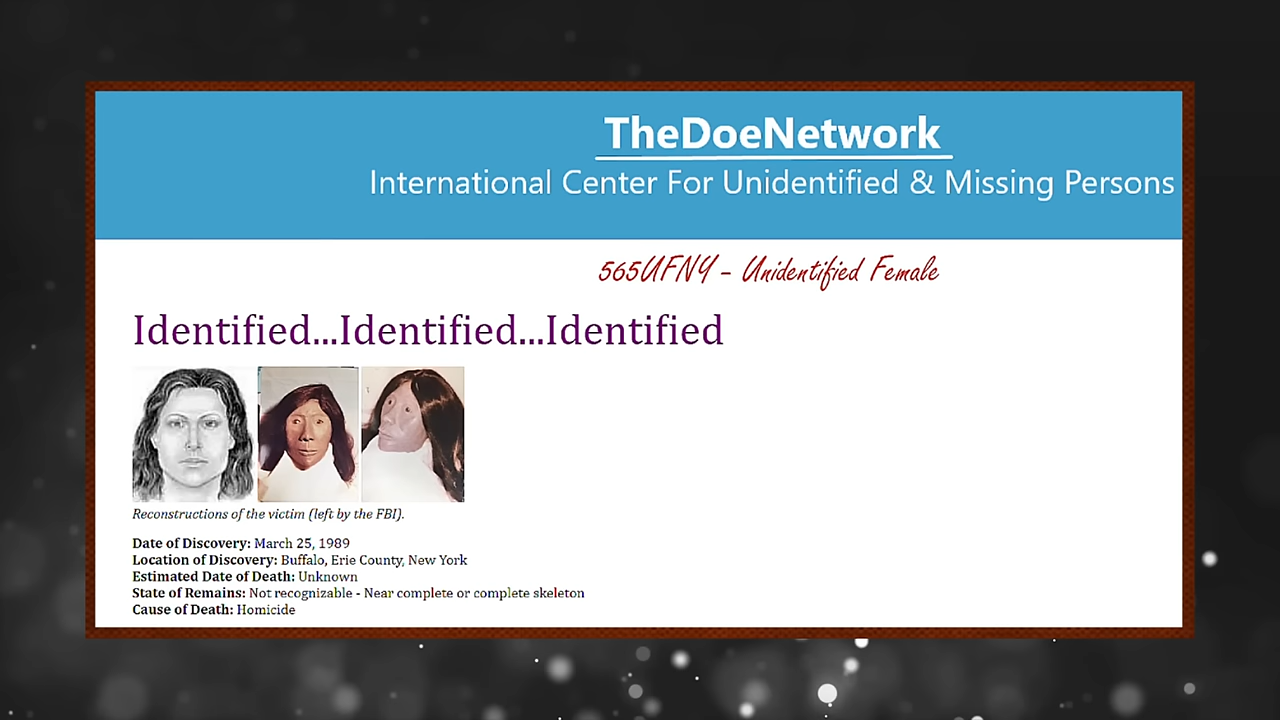 TheDoeNetwork
International Center For Unidentified & Missing Persons
565UFNY - Unidentified Female
Identified...Identified...Identified
Reconstructions of the victim (left by the FBI).
Date of Discovery: March 25, 1989
Location of Discovery: Buffalo, Erie County, New York
Estimated Date of Death: Unknown
State of Remains: Not recognizable - Near complete or complete skeleton
Cause of Death: Homicide